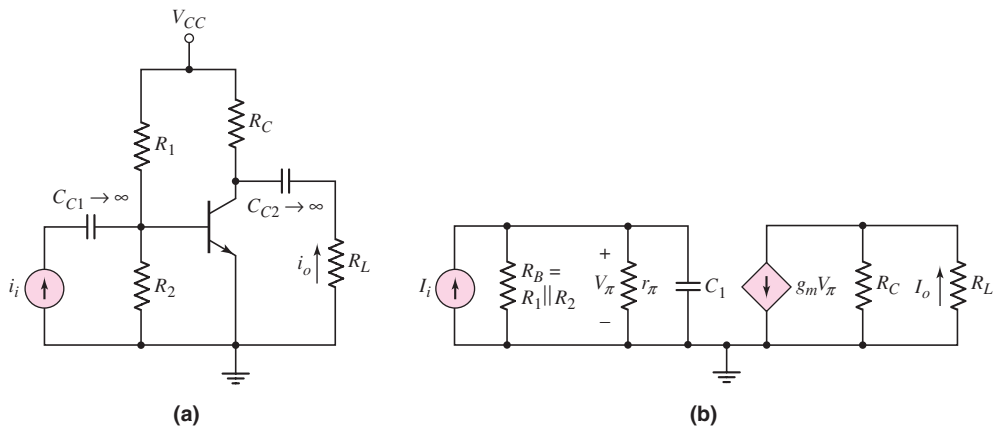 V_CC
R_C
R_1
C_C1 → ∞
C_C2 → ∞
i_i
R_2
i_o
R_L
(a)
I_i
R_B =
R_1||R_2
+
V_π
–
r_π
C_1
g_mV_π
R_C
I_o
R_L
(b)